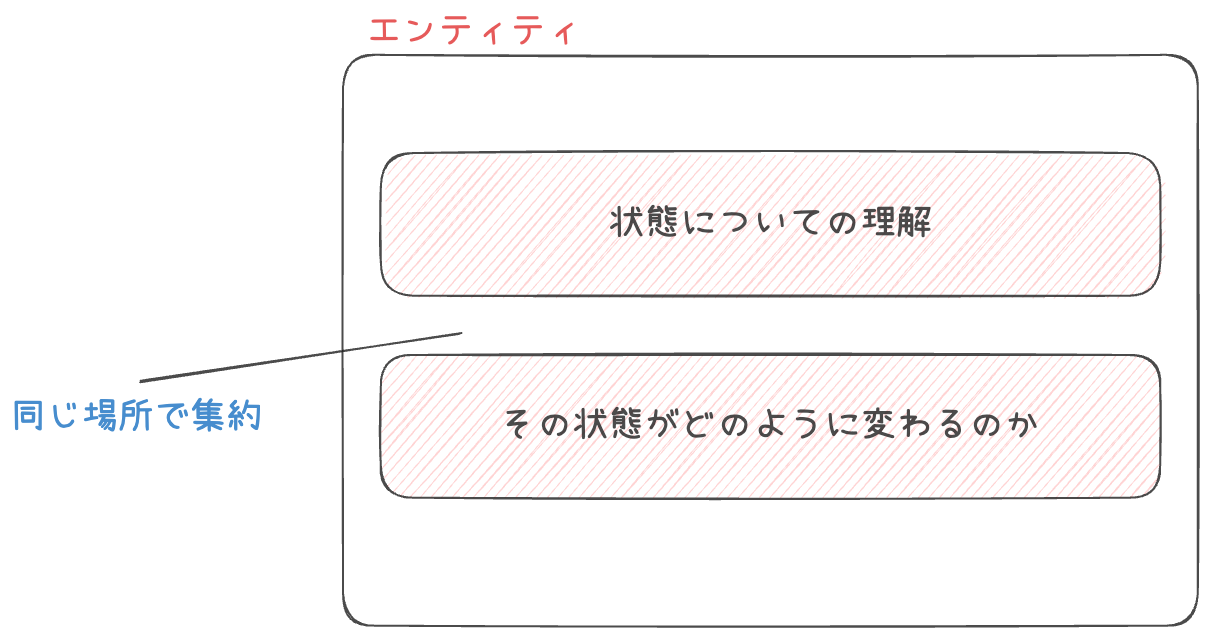 エンティティ
状態についての理解
同じ場所で集約
その状態がどのように変わるのか